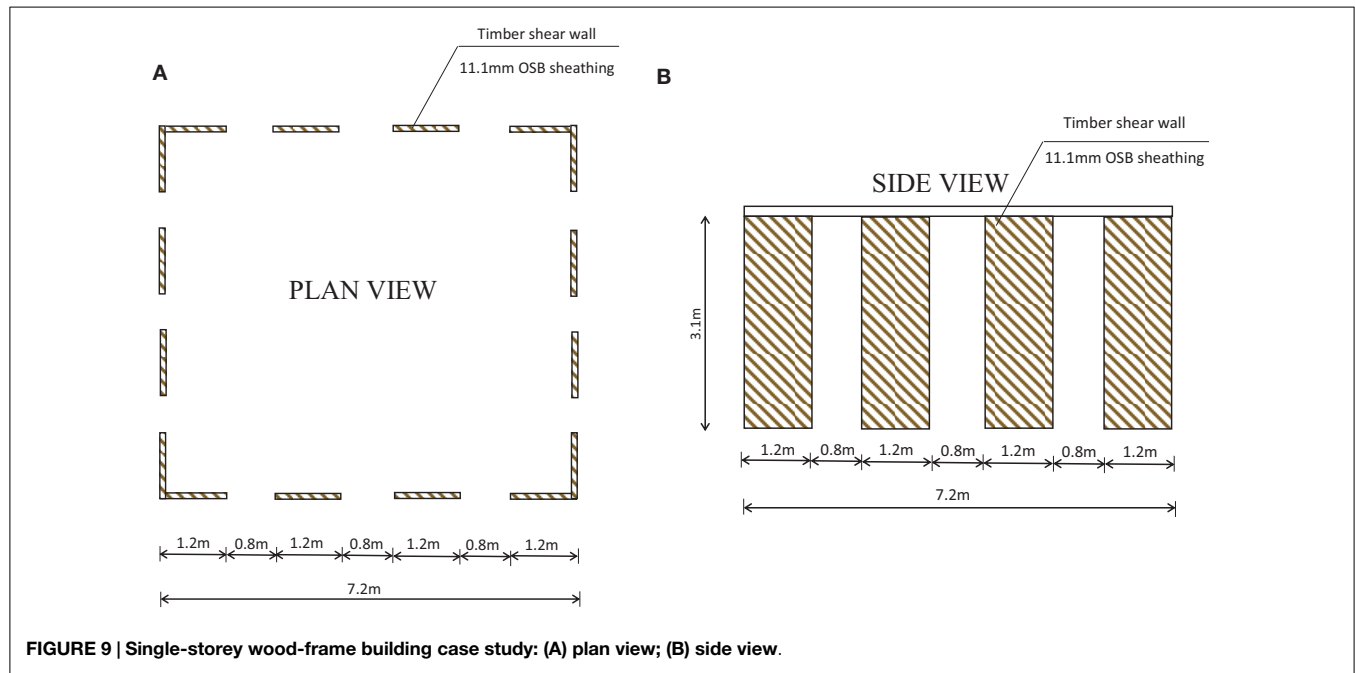 A
Timber shear wall
11.1mm OSB sheathing
PLAN VIEW
1.2m 0.8m 1.2m 0.8m 1.2m 0.8m 1.2m
7.2m
B
Timber shear wall
11.1mm OSB sheathing
SIDE VIEW
3.1m
1.2m 0.8m 1.2m 0.8m 1.2m 0.8m 1.2m
7.2m
FIGURE 9 | Single-storey wood-frame building case study: (A) plan view; (B) side view.